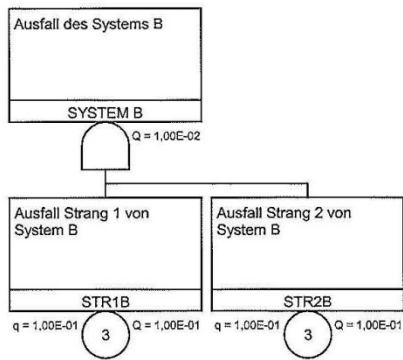 Ausfall des Systems B
SYSTEM B
Q = 1,00E-02
Ausfall Strang 1 von
System B
STR1B
q = 1,00E-01
3
Q = 1,00E-01
Ausfall Strang 2 von
System B
STR2B
q = 1,00E-01
3
Q = 1,00E-01